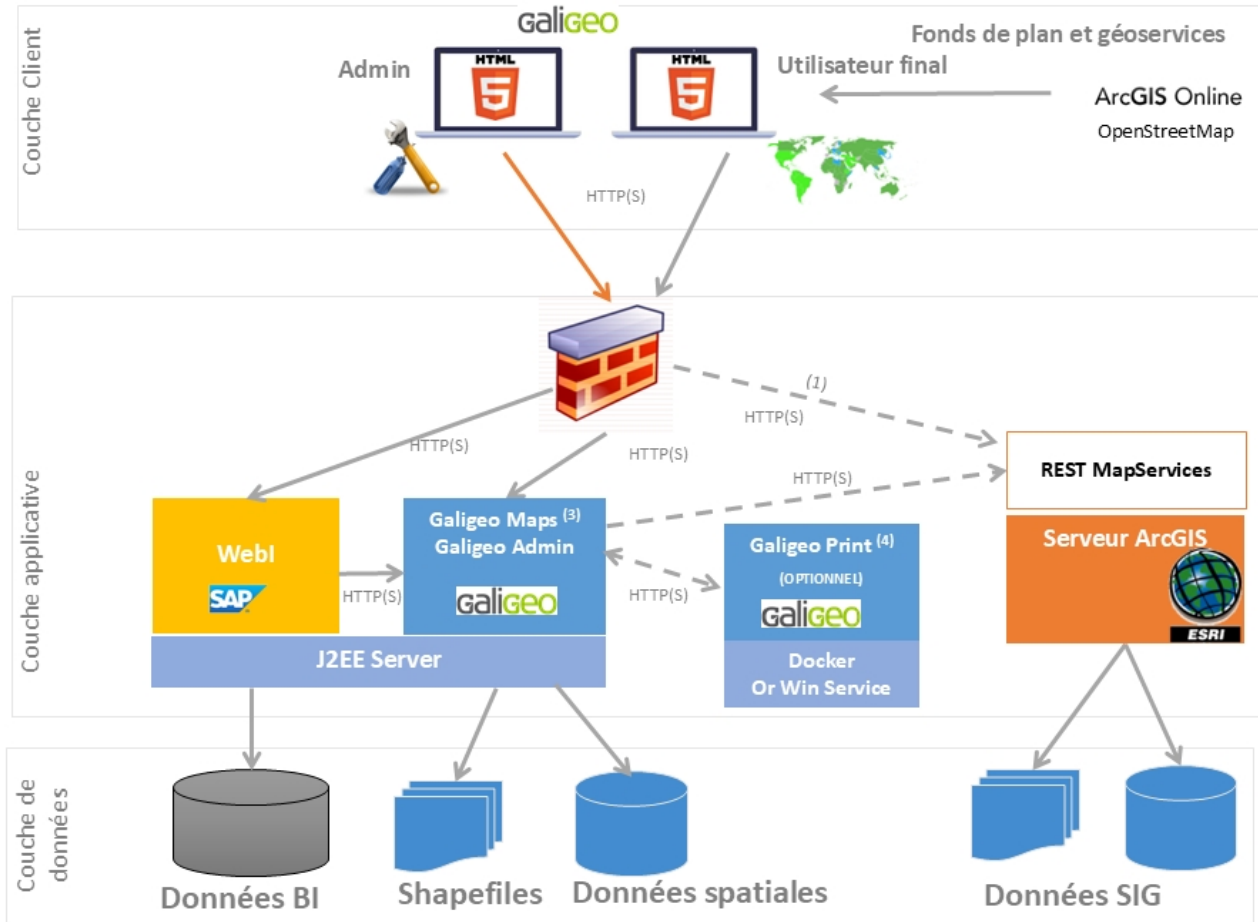 GALIGEO
Fonds de plan et géoservices
Admin
HTML
5
HTML
5
Utilisateur final
ArcGIS Online
OpenStreetMap
Couche Client
HTTP(S)
(1)
HTTP(S)
HTTP(S)
HTTP(S)
HTTP(S)
REST MapServices
Couche applicative
WebI
SAP
HTTP(S)
Galigeo Maps (3)
Galigeo Admin
GALIGEO
HTTP(S)
Galigeo Print (4)
(OPTIONNEL)
GALIGEO
Serveur ArcGIS
ESRI
J2EE Server
Docker
Or Win Service
Couche de
données
Données BI
Shapefiles
Données spatiales
Données SIG